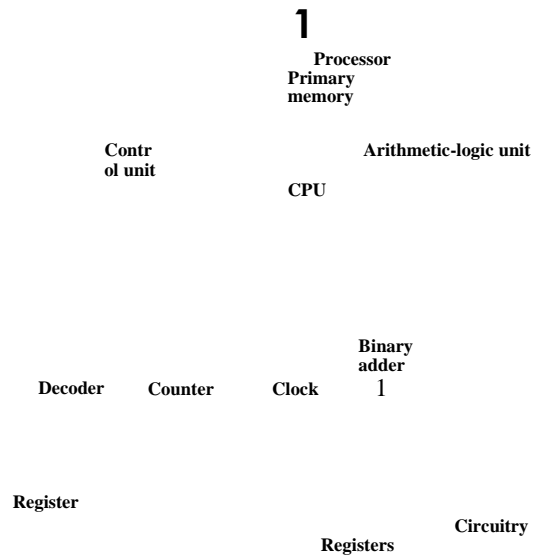 1
Processor
Primary
memory
Contr
ol unit
Arithmetic-logic unit
CPU
Binary
adder
Decoder
Counter
Clock
1
Register
Circuitry
Registers